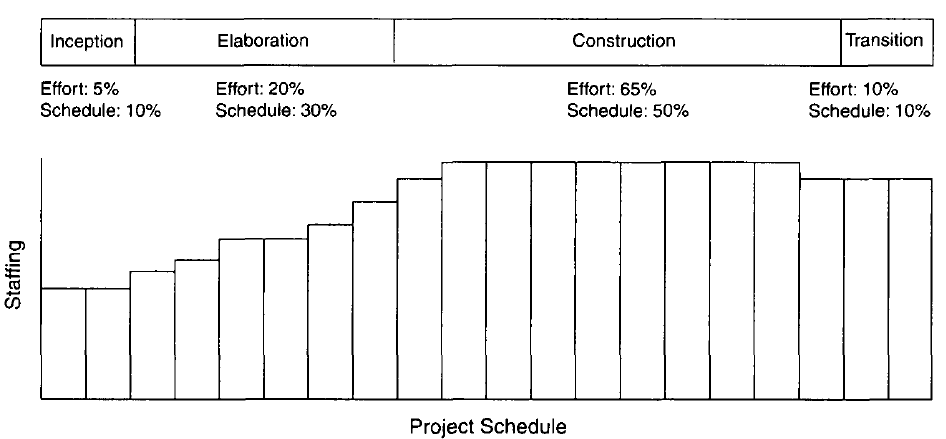 Inception
Elaboration
Construction
Transition
Effort: 5%
Schedule: 10%
Effort: 20%
Schedule: 30%
Effort: 65%
Schedule: 50%
Effort: 10%
Schedule: 10%
Staffing
Project Schedule